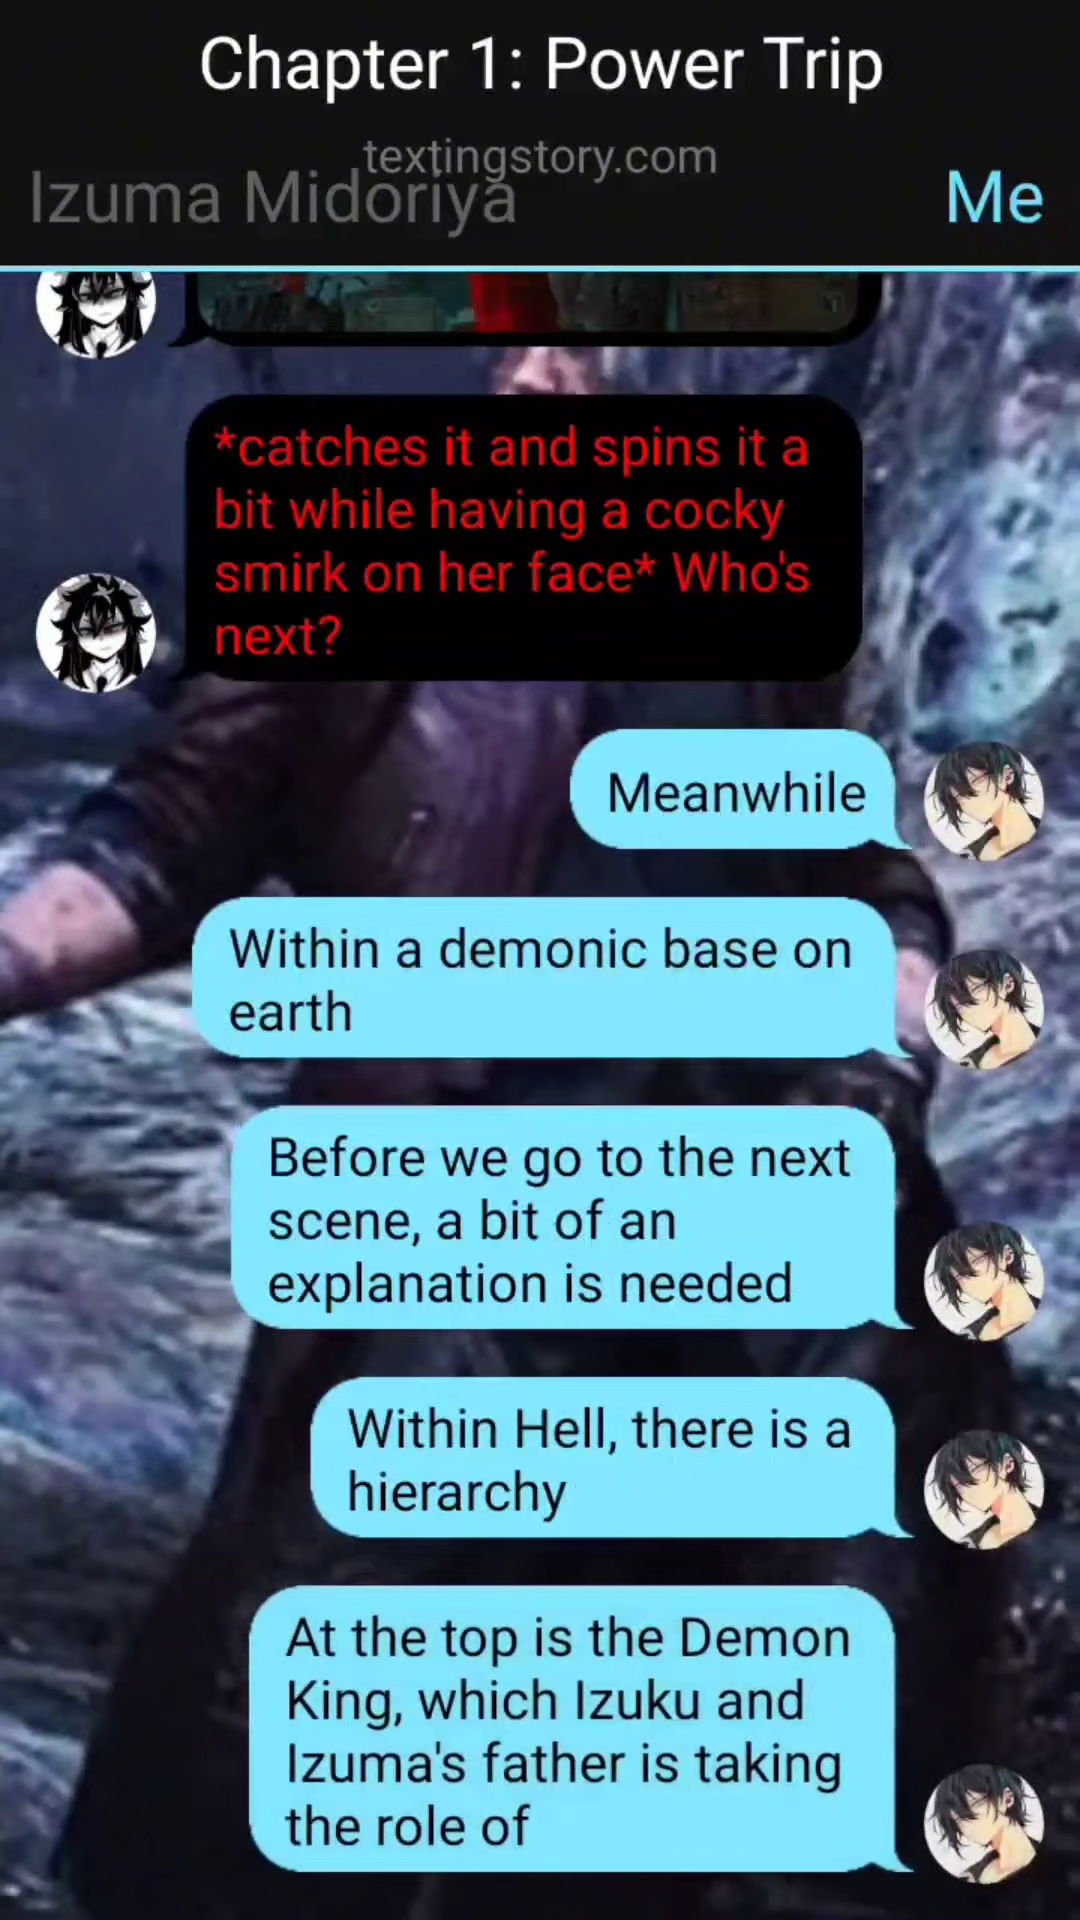 Chapter 1: Power Trip
textingstory.com
Izuma Midoriya
Me
*catches it and spins it a
bit while having a cocky
smirk on her face* Who's
next?
Meanwhile
Within a demonic base on
earth
Before we go to the next
scene, a bit of an
explanation is needed
Within Hell, there is a
hierarchy
At the top is the Demon
King, which Izuku and
Izuma's father is taking
the role of